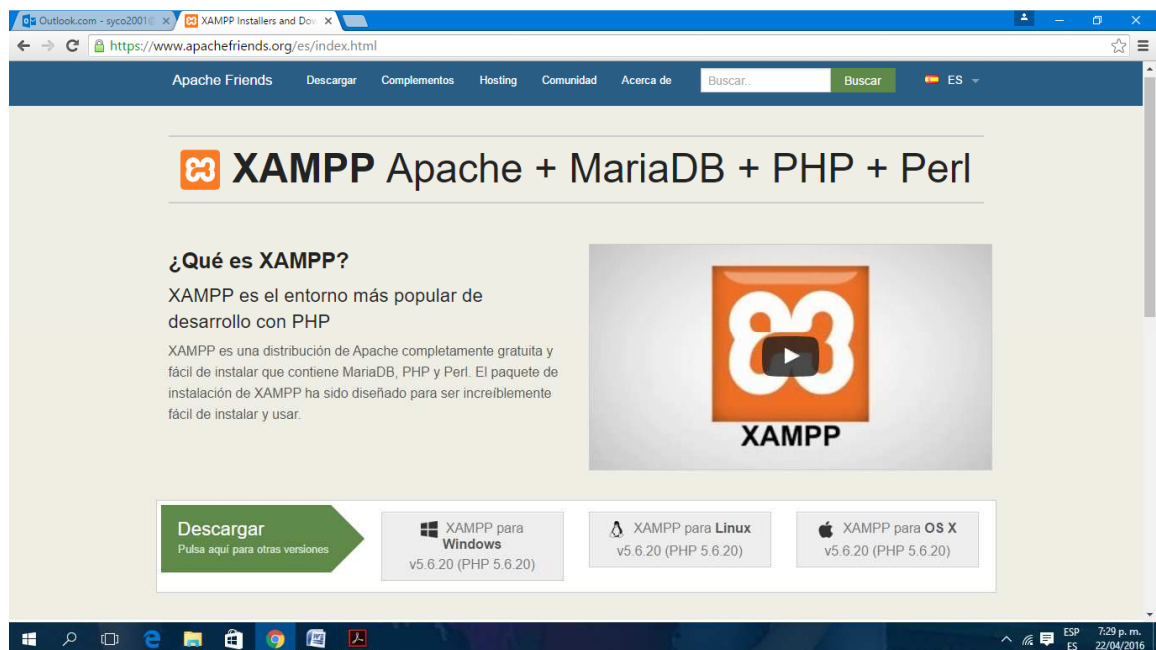 Outlook.com - syco2001
XAMPP Installers and Dov
https://www.apachefriends.org/es/index.html
Apache Friends Descargar Complementos Hosting Comunidad Acerca de Buscar... Buscar ES
XAMPP Apache + MariaDB + PHP + Perl
¿Qué es XAMPP?
XAMPP es el entorno más popular de
desarrollo con PHP
XAMPP es una distribución de Apache completamente gratuita y
fácil de instalar que contiene MariaDB, PHP y Perl. El paquete de
instalación de XAMPP ha sido diseñado para ser increíblemente
fácil de instalar y usar.
XAMPP
Descargar
Pulsa aquí para otras versiones
XAMPP para
Windows
v5.6.20 (PHP 5.6.20)
XAMPP para Linux
v5.6.20 (PHP 5.6.20)
XAMPP para OS X
v5.6.20 (PHP 5.6.20)
ESP
ES
7:29 p. m.
22/04/2016